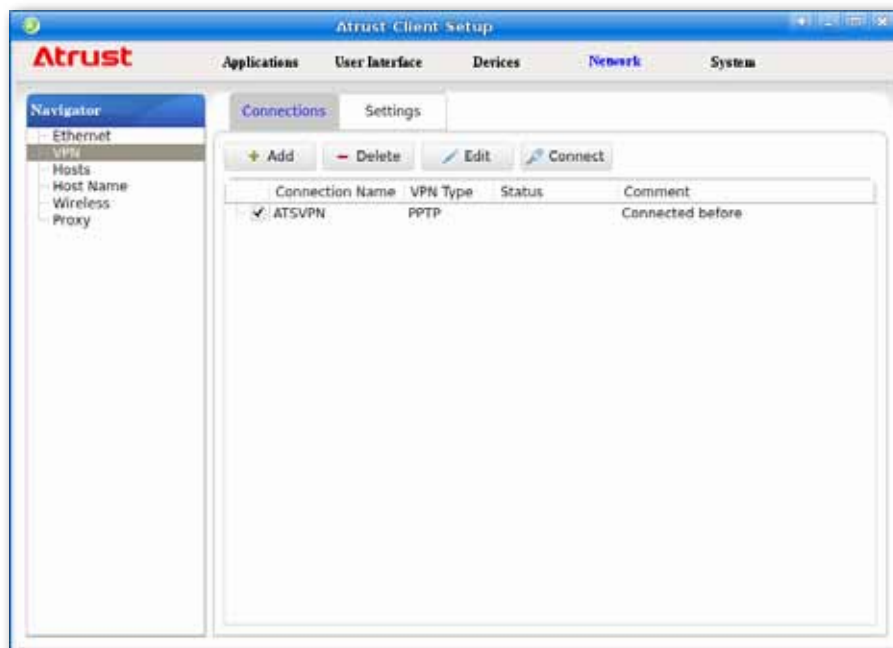 Atrust Client Setup
Atrust
Applications User Interface Devices Network System
Navigator
Ethernet
VPN
Hosts
Host Name
Wireless
Proxy
Connections Settings
Add Delete Edit Connect
Connection Name VPN Type Status Comment
ATSVPN PPTP Connected before